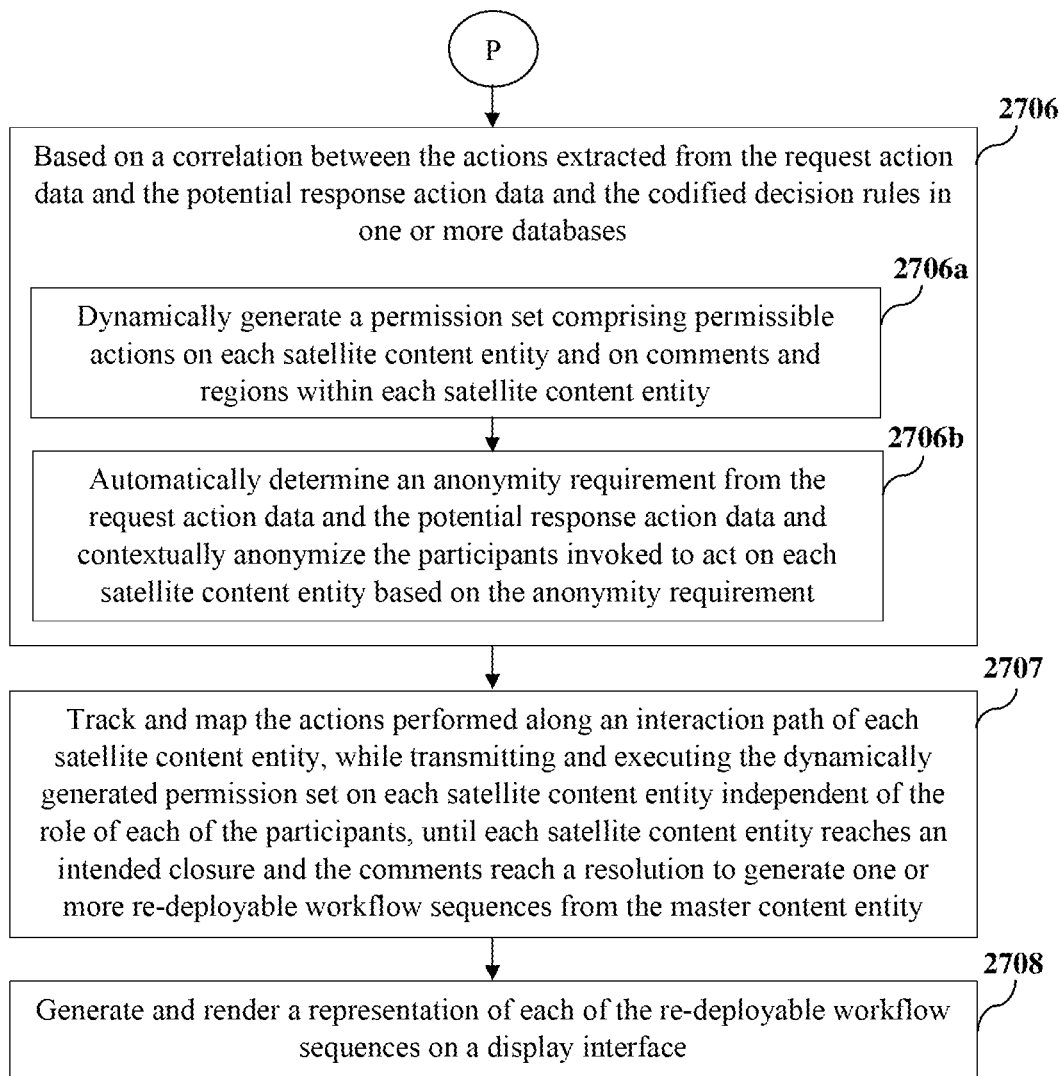 P
2706
Based on a correlation between the actions extracted from the request action
data and the potential response action data and the codified decision rules in
one or more databases
2706a
Dynamically generate a permission set comprising permissible
actions on each satellite content entity and on comments and
regions within each satellite content entity
2706b
Automatically determine an anonymity requirement from the
request action data and the potential response action data and
contextually anonymize the participants invoked to act on each
satellite content entity based on the anonymity requirement
2707
Track and map the actions performed along an interaction path of each
satellite content entity, while transmitting and executing the dynamically
generated permission set on each satellite content entity independent of the
role of each of the participants, until each satellite content entity reaches an
intended closure and the comments reach a resolution to generate one or
more re-deployable workflow sequences from the master content entity
2708
Generate and render a representation of each of the re-deployable workflow
sequences on a display interface